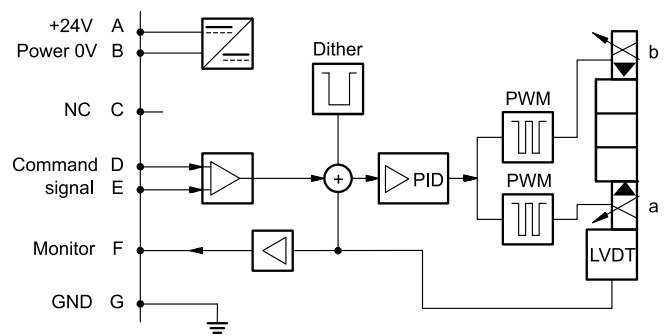 +24V A
Power 0V B
Dither
b
PWM
NC C
Command D
signal E
PID
PWM
a
Monitor F
LVDT
GND G
+